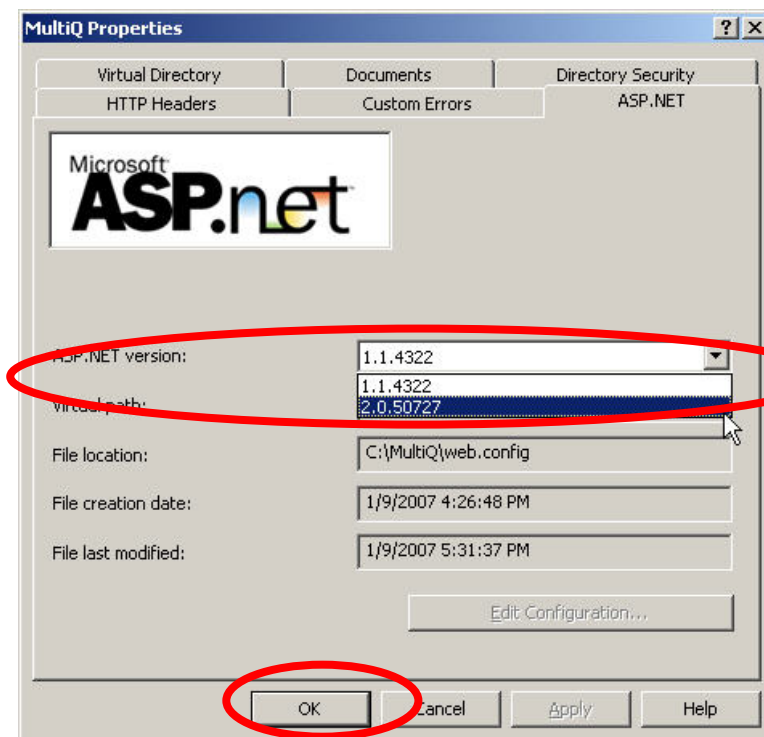 MultiQ Properties
Virtual Directory Documents Directory Security
HTTP Headers Custom Errors ASP.NET
Microsoft
ASP.net
ASP.NET version: 1.1.4322
1.1.4322
Virtual path: 2.0.50727
File location: C:\MultiQ\web.config
File creation date: 1/9/2007 4:26:48 PM
File last modified: 1/9/2007 5:31:37 PM
Edit Configuration...
OK Cancel Apply Help